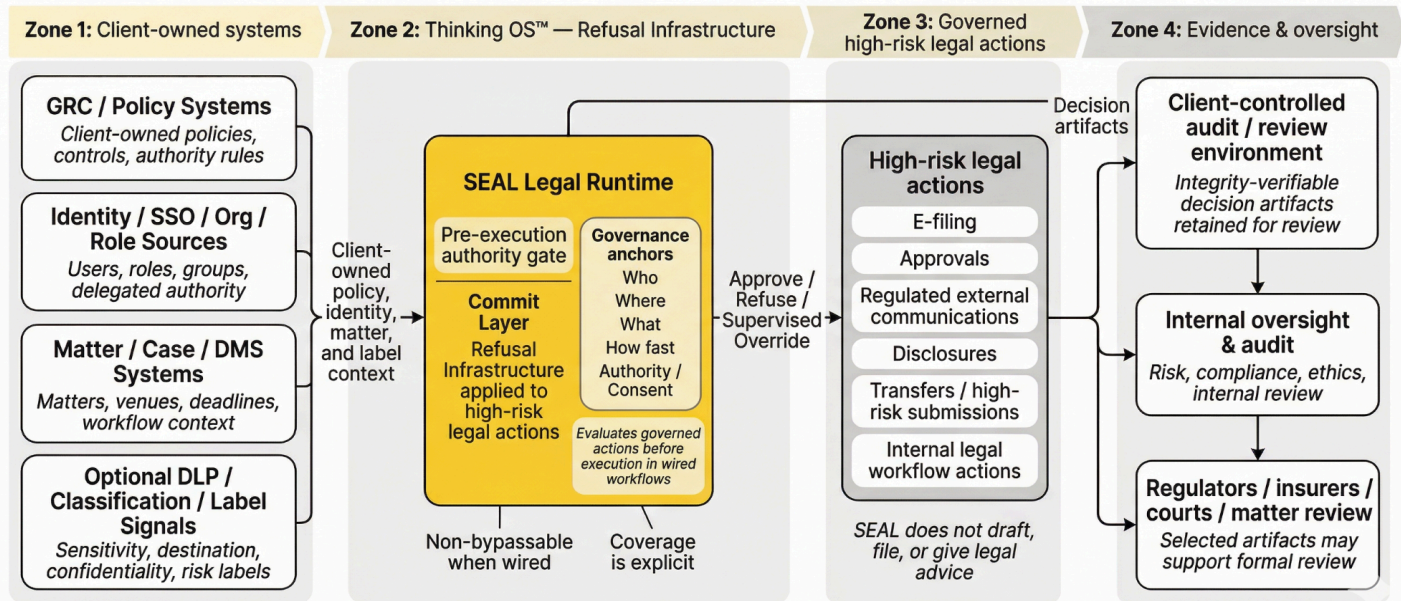 Zone 1: Client-owned systems
Zone 2: Thinking OS™ — Refusal Infrastructure
Zone 3: Governed
high-risk legal actions
Zone 4: Evidence & oversight
GRC / Policy Systems
Client-owned policies,
controls, authority rules
Identity / SSO / Org /
Role Sources
Users, roles, groups,
delegated authority
Matter / Case / DMS
Systems
Matters, venues, deadlines,
workflow context
Optional DLP /
Classification / Label
Signals
Sensitivity, destination,
confidentiality, risk labels
Client-
owned
policy,
identity,
matter,
and label
context
SEAL Legal Runtime
Pre-execution
authority gate
Commit
Layer
Refusal
Infrastructure
applied to
high-risk
legal actions
Governance
anchors
Who
Where
What
How fast
Authority /
Consent
Evaluates governed
actions before
execution in wired
workflows
Non-bypassable
when wired
Coverage
is explicit
Approve /
Refuse /
Supervised
Override
Decision
artifacts
High-risk legal
actions
E-filing
Approvals
Regulated external
communications
Disclosures
Transfers / high-
risk submissions
Internal legal
workflow actions
SEAL does not draft,
file, or give legal
advice
Client-controlled
audit / review
environment
Integrity-verifiable
decision artifacts
retained for review
Internal oversight
& audit
Risk, compliance, ethics,
internal review
Regulators / insurers /
courts / matter review
Selected artifacts may
support formal review